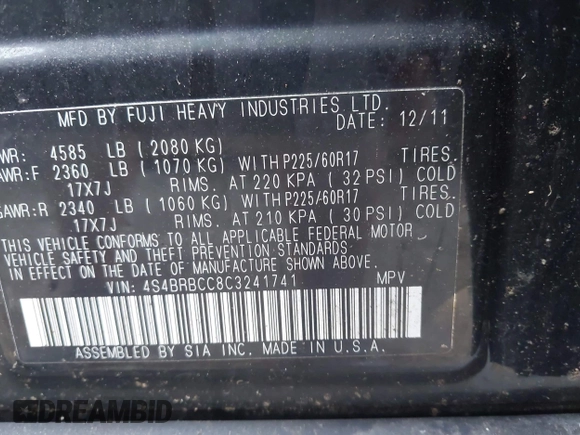 MFD BY FUJI HEAVY INDUSTRIES LTD.
DATE: 12/11
WR: 4585 LB (2080 KG)
AWR:F 2360 LB (1070 KG) WITH P225/60R17 TIRES.
17X7J RIMS. AT 220 KPA (32 PSI) COLD
GAWR:R 2340 LB (1060 KG) WITH P225/60R17 TIRES.
17X7J RIMS. AT 210 KPA (30 PSI) COLD
THIS VEHICLE CONFORMS TO ALL APPLICABLE FEDERAL MOTOR
VEHICLE SAFETY AND THEFT PREVENTION STANDARDS
IN EFFECT ON THE DATE OF MANUFACTURE SHOWN ABOVE.
VIN: 4S4BRBCC8C3241741 MPV
ASSEMBLED BY SIA INC. MADE IN U.S.A.
DREAMBID